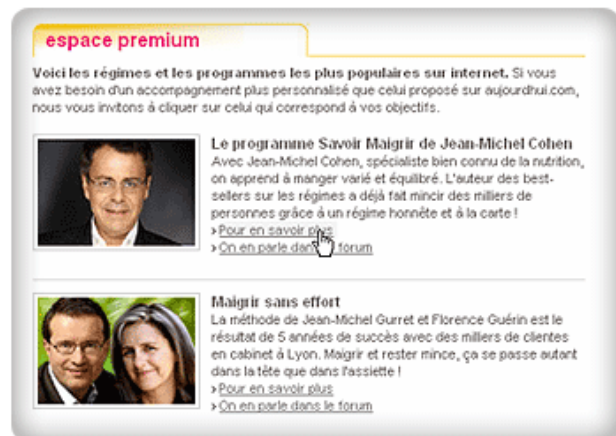 espace premium
Voici les régimes et les programmes les plus populaires sur internet. Si vous
avez besoin d'un accompagnement plus personnalisé que celui proposé sur aujourdhui.com,
nous vous invitons à cliquer sur celui qui correspond à vos objectifs.
Le programme Savoir Maigrir de Jean-Michel Cohen
Avec Jean-Michel Cohen, spécialiste bien connu de la nutrition,
on apprend à manger varié et équilibré. L'auteur des best-
sellers sur les régimes a déjà fait mincir des milliers de
personnes grâce à un régime honnête et à la carte !
> Pour en savoir plus
> On en parle dans le forum
Maigrir sans effort
La méthode de Jean-Michel Gurret et Florence Guérin est le
résultat de 5 années de succès avec des milliers de clientes
en cabinet à Lyon. Maigrir et rester mince, ça se passe autant
dans la tête que dans l'assiette !
> Pour en savoir plus
> On en parle dans le forum